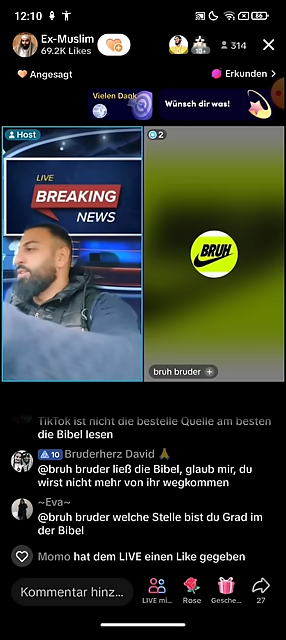 12:10
86
Ex-Muslim
69.2K Likes
10+
314
Angesagt
Erkunden >
Vielen Dank
Wünsch dir was!
Host
2
LIVE
BREAKING
NEWS
BRUH
bruh bruder +
TikTok ist nicht die bestelle Quelle am besten
die Bibel lesen
10 Bruderherz David 🙏
@bruh bruder ließ die Bibel, glaub mir, du
wirst nicht mehr von ihr wegkommen
~Eva~
@bruh bruder welche Stelle bist du Grad im
der Bibel
Momo hat dem LIVE einen Like gegeben
Kommentar hinz...
LIVE mi...
Rose
Gesche...
27